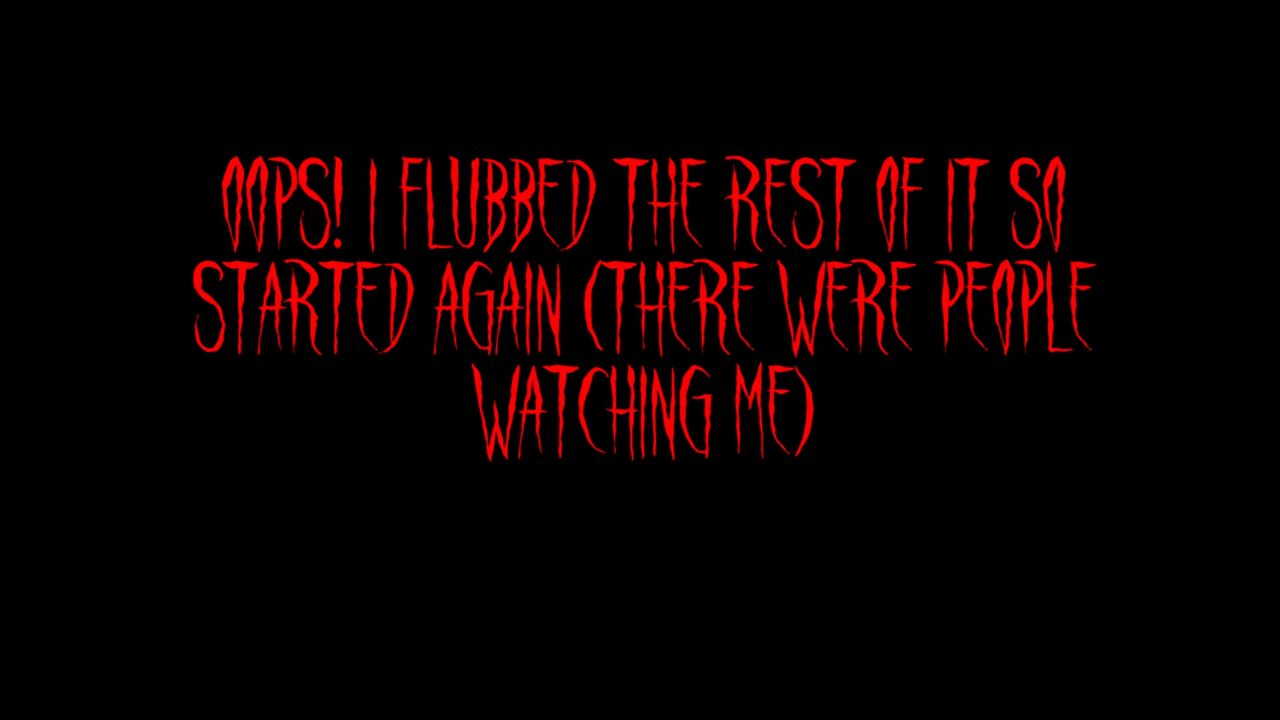 OOPS! I FLUBBED THE REST OF IT SO
STARTED AGAIN (THERE WERE PEOPLE
WATCHING ME)